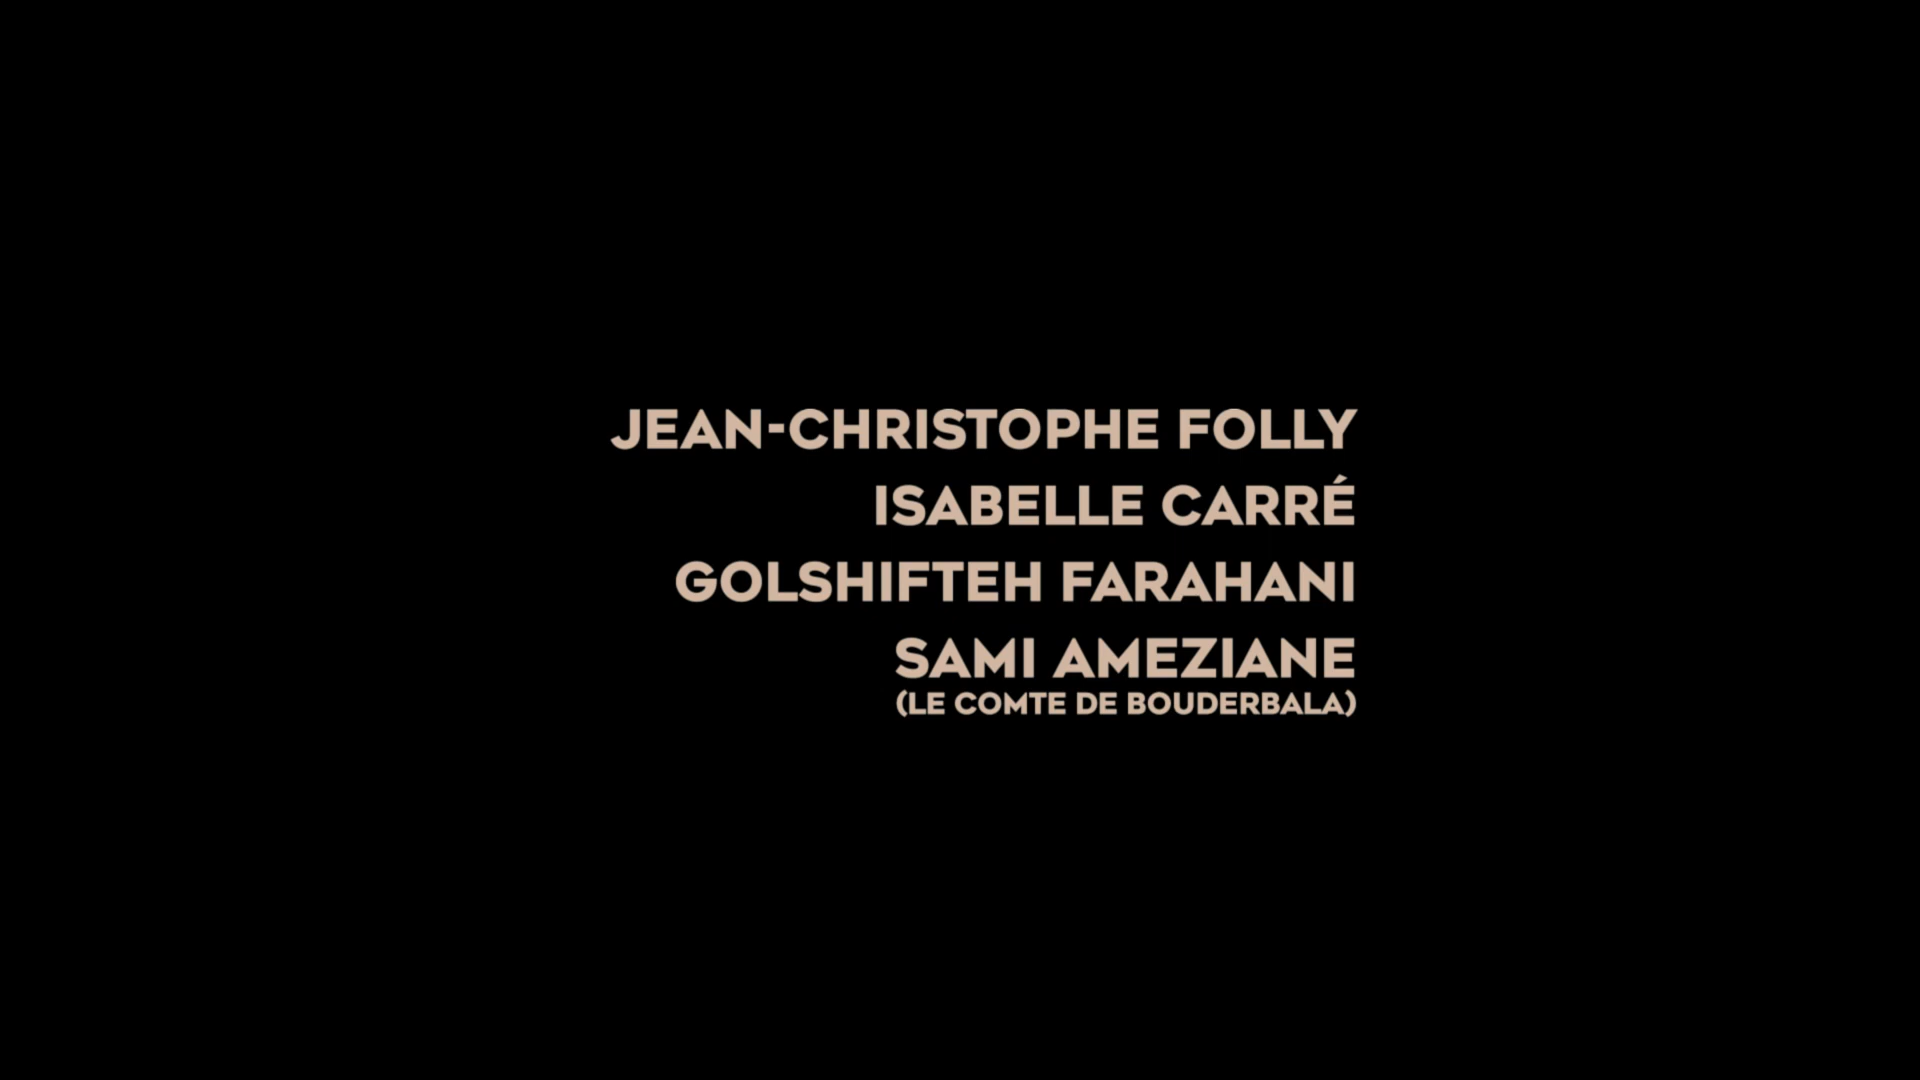 JEAN-CHRISTOPHE FOLLY
ISABELLE CARRÉ
GOLSHIFTEH FARAHANI
SAMI AMEZIANE
(LE COMTE DE BOUDERBALA)